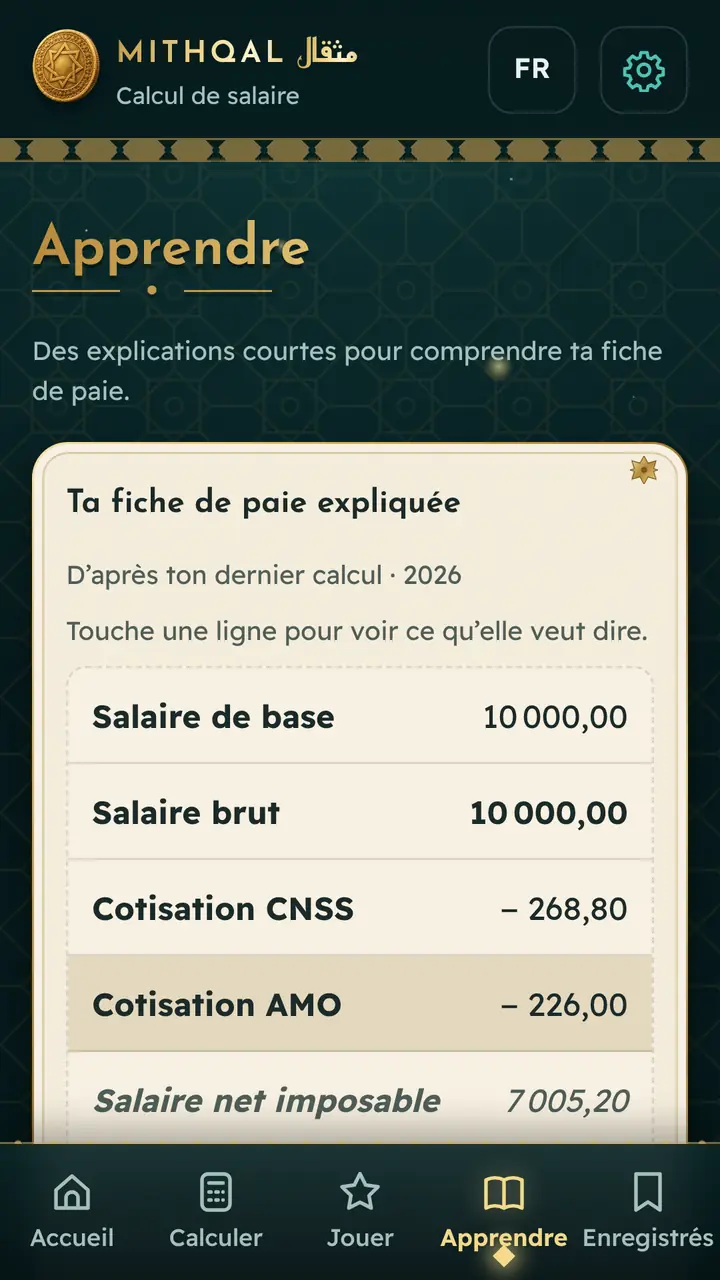 MITHQAL مثقال
Calcul de salaire
FR
Apprendre
Des explications courtes pour comprendre ta fiche
de paie.
Ta fiche de paie expliquée
D’après ton dernier calcul · 2026
Touche une ligne pour voir ce qu’elle veut dire.
Salaire de base 10 000,00
Salaire brut 10 000,00
Cotisation CNSS – 268,80
Cotisation AMO – 226,00
Salaire net imposable 7 005,20
Accueil Calculer Jouer Apprendre Enregistrés